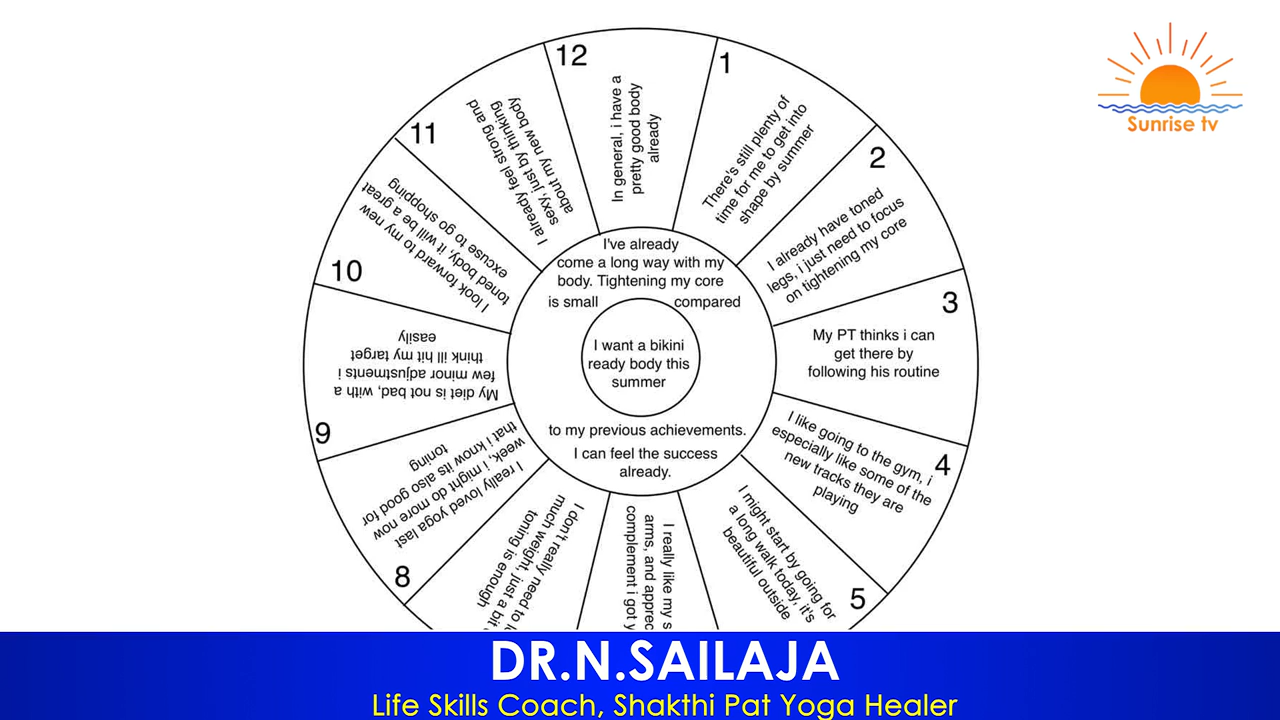 12
In general, i have a
pretty good body
already
1
There's still plenty of
time for me to get into
shape by summer
2
I already have toned
legs, i just need to focus
on tightening my core
3
My PT thinks i can
get there by
following his routine
4
I like going to the gym, i
especially like some of the
new tracks they are
playing
5
I might start by going for
a long walk today, it's
beautiful outside
I really like my s
arms, and apprec
complement i got y
I don't really need to l
much weight, just a bit
toning is enough
8
I really loved yoga last
week, i might do more now
that i know its also good for
toning
9
My diet is not bad, with a
few minor adjustments i
think ill hit my target
easily
10
I look forward to my new
toned body, it will be a great
excuse to go shopping
11
I already feel strong and
sexy, just by thinking
about my new body
I've already
come a long way with my
body. Tightening my core
is small compared
I want a bikini
ready body this
summer
to my previous achievements.
I can feel the success
already.
Sunrise tv
DR.N.SAILAJA
Life Skills Coach, Shakthi Pat Yoga Healer